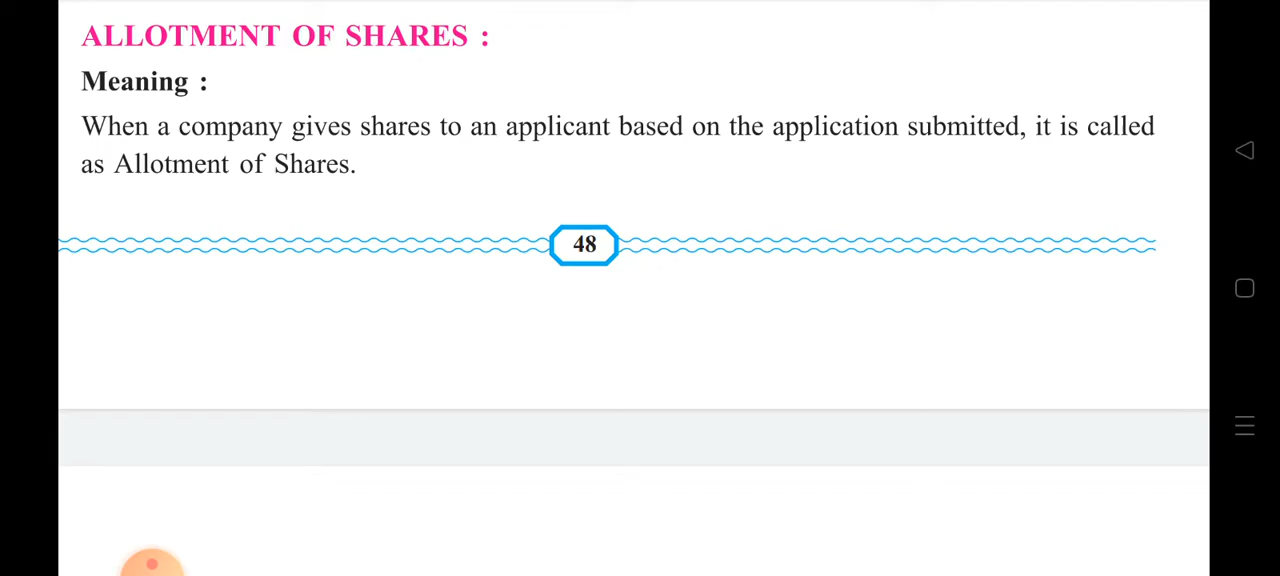 ALLOTMENT OF SHARES :
Meaning :
When a company gives shares to an applicant based on the application submitted, it is called
as Allotment of Shares.
48